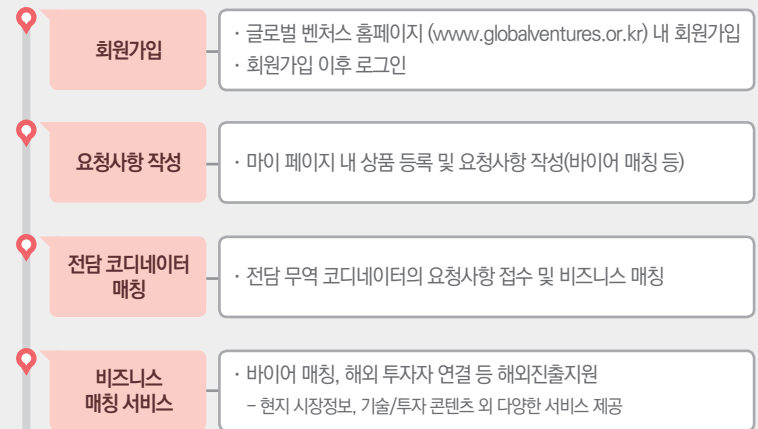 회원가입
· 글로벌 벤처스 홈페이지 (www.globalventures.or.kr) 내 회원가입
· 회원가입 이후 로그인
요청사항 작성
· 마이 페이지 내 상품 등록 및 요청사항 작성(바이어 매칭 등)
전담 코디네이터
매칭
· 전담 무역 코디네이터의 요청사항 접수 및 비즈니스 매칭
비즈니스
매칭 서비스
· 바이어 매칭, 해외 투자자 연결 등 해외진출지원
- 현지 시장정보, 기술/투자 콘텐츠 외 다양한 서비스 제공